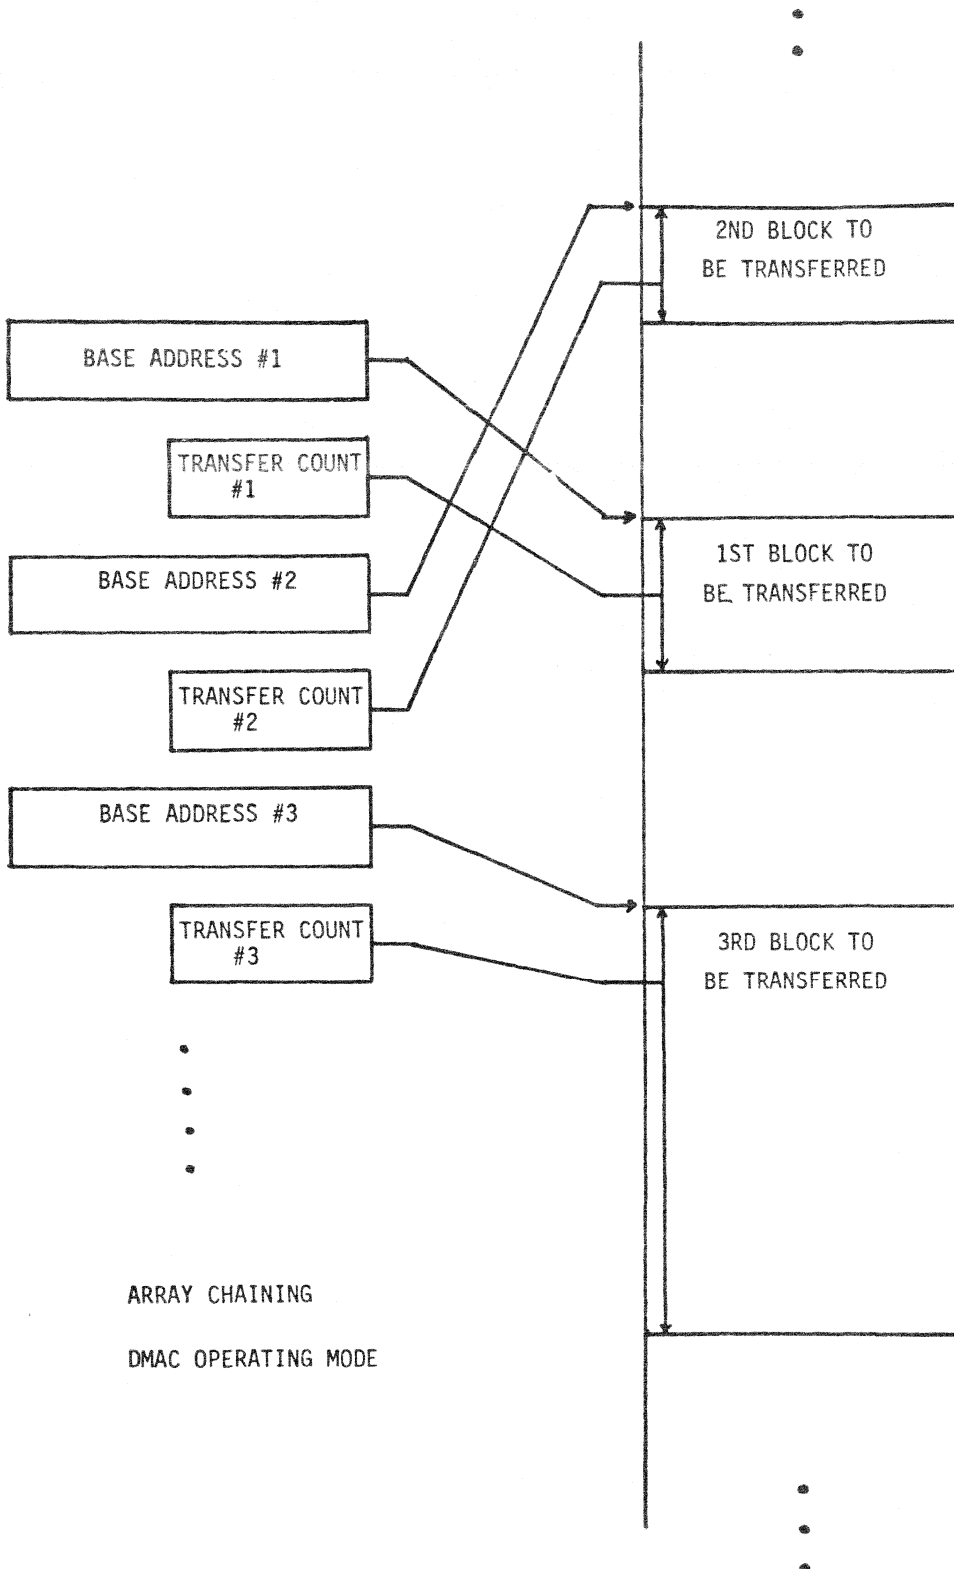 2ND BLOCK TO
BE TRANSFERRED
BASE ADDRESS #1
TRANSFER COUNT
#1
1ST BLOCK TO
BE TRANSFERRED
BASE ADDRESS #2
TRANSFER COUNT
#2
BASE ADDRESS #3
TRANSFER COUNT
#3
3RD BLOCK TO
BE TRANSFERRED
ARRAY CHAINING
DMAC OPERATING MODE